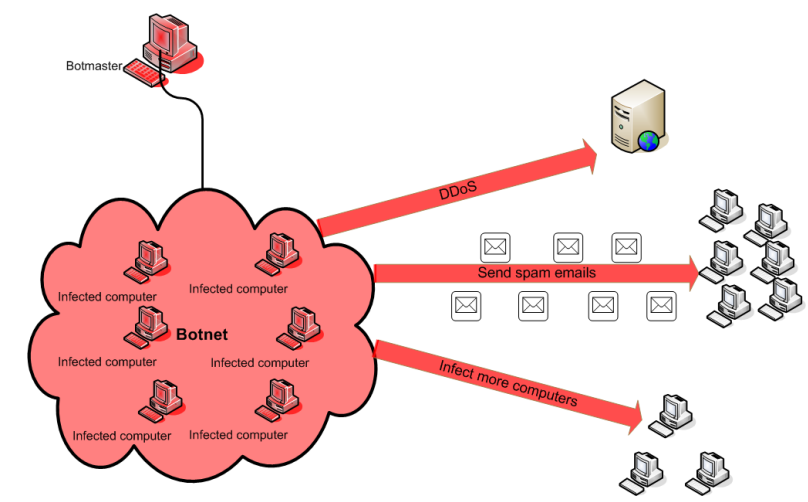 Botmaster
DDoS
Send spam emails
Infected computer
Infected computer
Botnet
Infected computer
Infected computer
Infect more computers
Infected computer
Infected computer